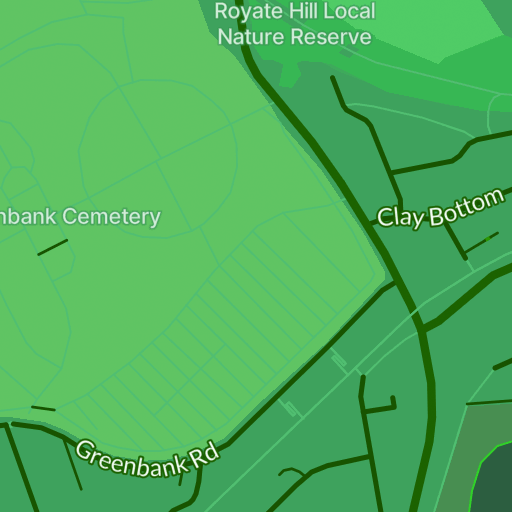 Royate Hill Local
Nature Reserve
nbank Cemetery
Clay Bottom
Greenbank Rd